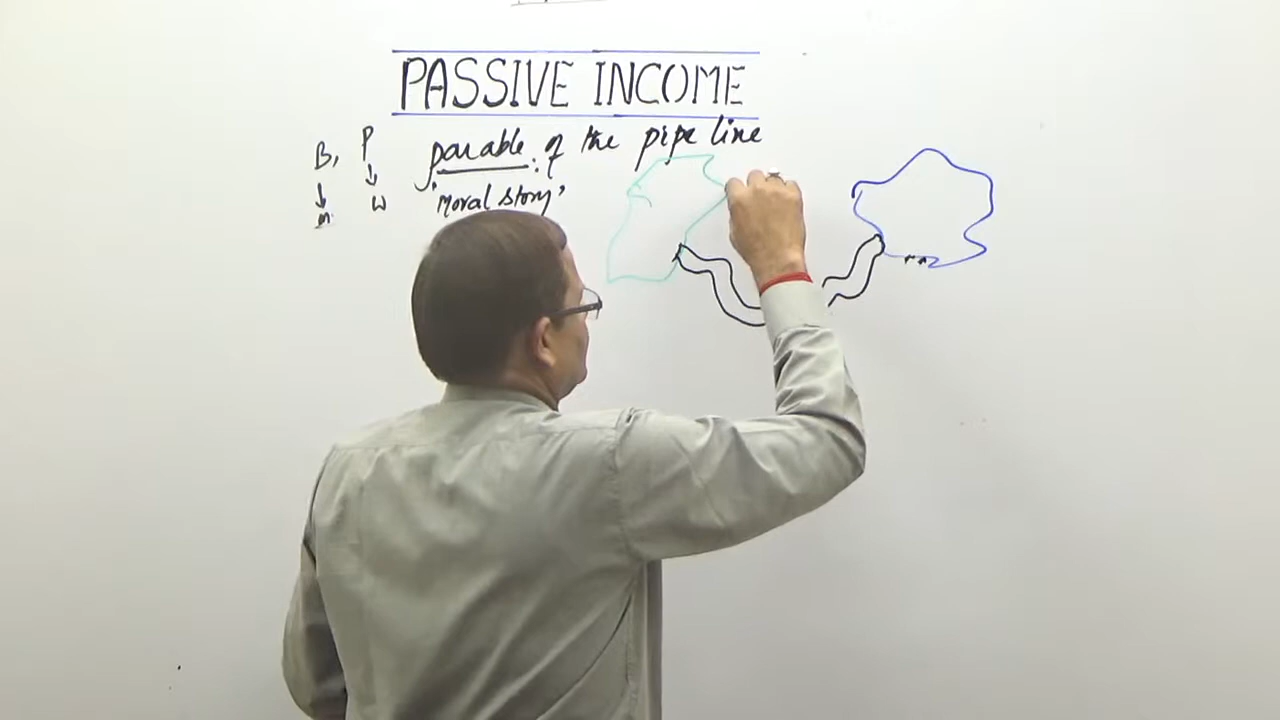 PASSIVE INCOME
B, P parable of the pipe line
↓ ↓
m w 'Moral story'